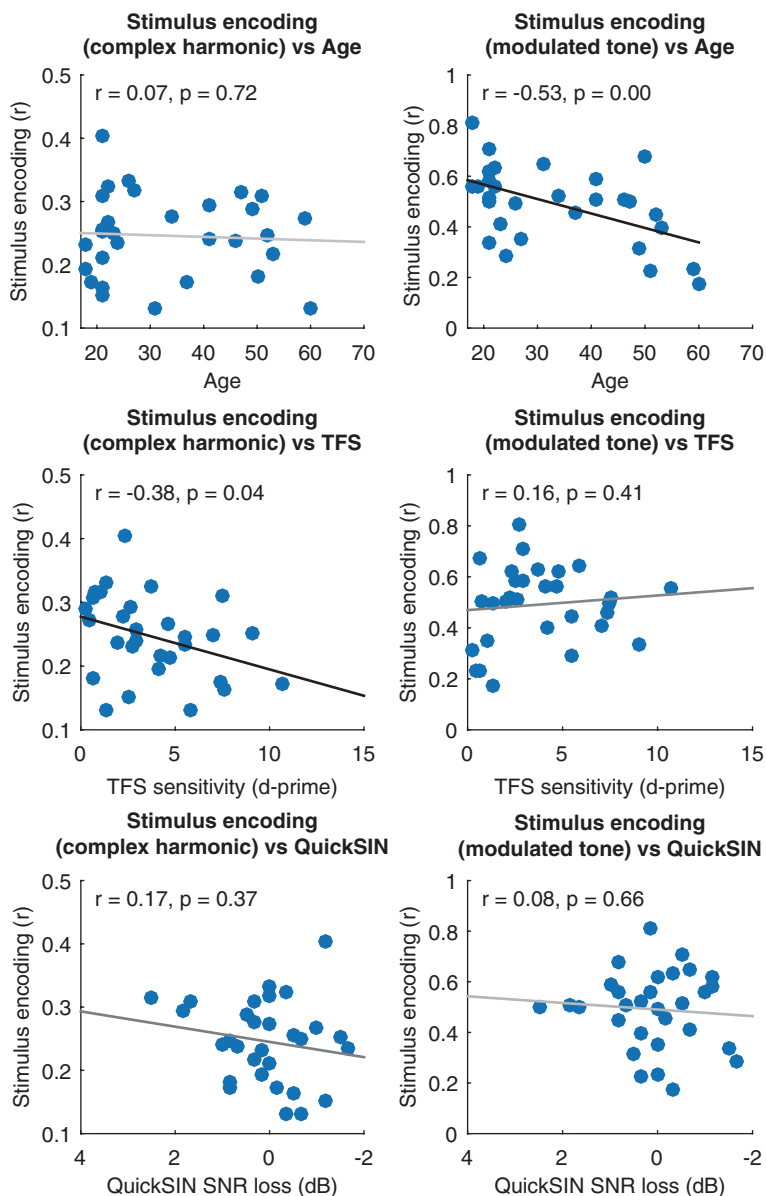 Stimulus encoding
(complex harmonic) vs Age
r = 0.07, p = 0.72
Stimulus encoding (r)
0.5
0.4
0.3
0.2
0.1
20 30 40 50 60 70
Age
Stimulus encoding
(modulated tone) vs Age
r = -0.53, p = 0.00
Stimulus encoding (r)
1
0.8
0.6
0.4
0.2
0
20 30 40 50 60 70
Age
Stimulus encoding
(complex harmonic) vs TFS
r = -0.38, p = 0.04
Stimulus encoding (r)
0.5
0.4
0.3
0.2
0.1
0 5 10 15
TFS sensitivity (d-prime)
Stimulus encoding
(modulated tone) vs TFS
r = 0.16, p = 0.41
Stimulus encoding (r)
1
0.8
0.6
0.4
0.2
0
0 5 10 15
TFS sensitivity (d-prime)
Stimulus encoding
(complex harmonic) vs QuickSIN
r = 0.17, p = 0.37
Stimulus encoding (r)
0.5
0.4
0.3
0.2
0.1
4 2 0 -2
QuickSIN SNR loss (dB)
Stimulus encoding
(modulated tone) vs QuickSIN
r = 0.08, p = 0.66
Stimulus encoding (r)
1
0.8
0.6
0.4
0.2
0
4 2 0 -2
QuickSIN SNR loss (dB)